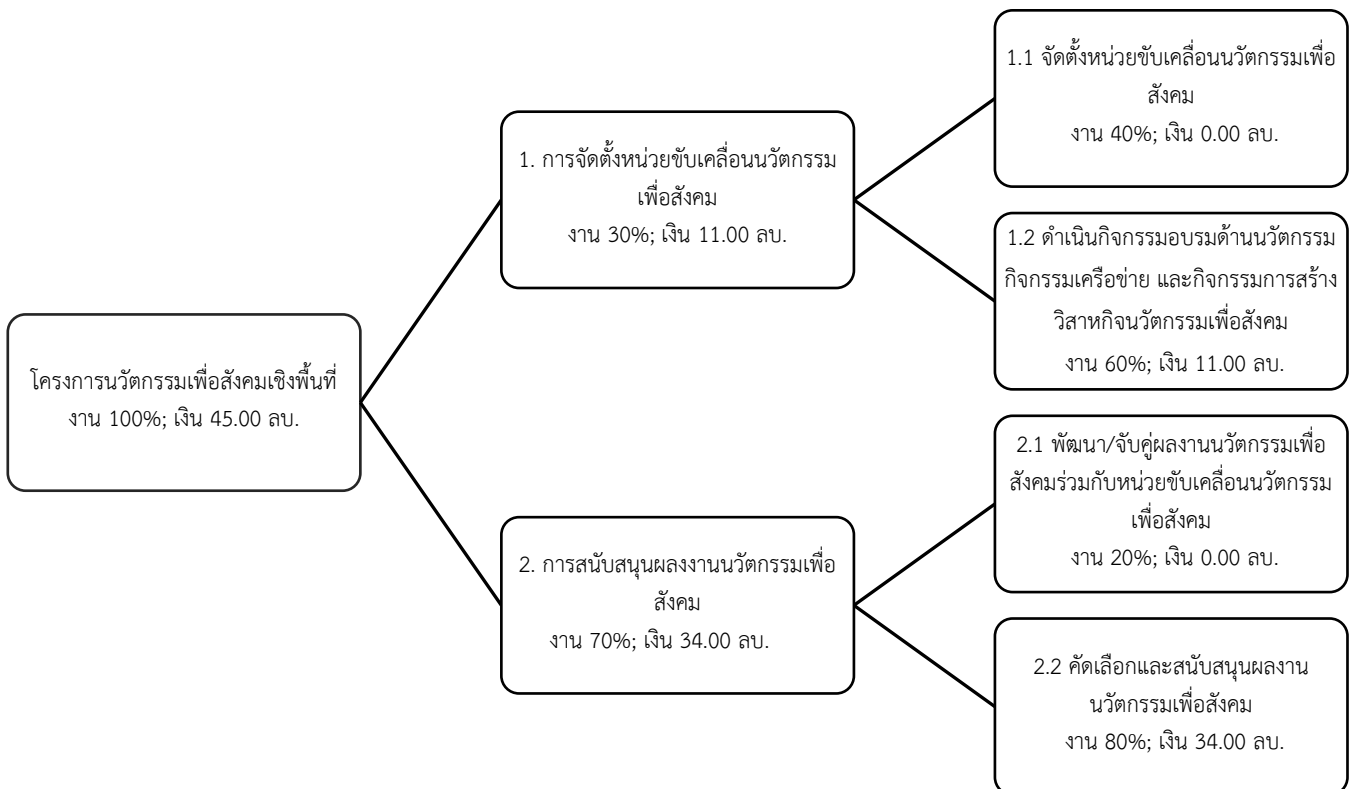 โครงการนวัตกรรมเพื่อสังคมเชิงพื้นที่
งาน 100%; เงิน 45.00 ลบ.
1. การจัดตั้งหน่วยขับเคลื่อนนวัตกรรม
เพื่อสังคม
งาน 30%; เงิน 11.00 ลบ.
1.1 จัดตั้งหน่วยขับเคลื่อนนวัตกรรมเพื่อ
สังคม
งาน 40%; เงิน 0.00 ลบ.
1.2 ดำเนินกิจกรรมอบรมด้านนวัตกรรม
กิจกรรมเครือข่าย และกิจกรรมการสร้าง
วิสาหกิจนวัตกรรมเพื่อสังคม
งาน 60%; เงิน 11.00 ลบ.
2. การสนับสนุนผลงงานนวัตกรรมเพื่อ
สังคม
งาน 70%; เงิน 34.00 ลบ.
2.1 พัฒนา/จับคู่ผลงานนวัตกรรมเพื่อ
สังคมร่วมกับหน่วยขับเคลื่อนนวัตกรรม
เพื่อสังคม
งาน 20%; เงิน 0.00 ลบ.
2.2 คัดเลือกและสนับสนุนผลงาน
นวัตกรรมเพื่อสังคม
งาน 80%; เงิน 34.00 ลบ.